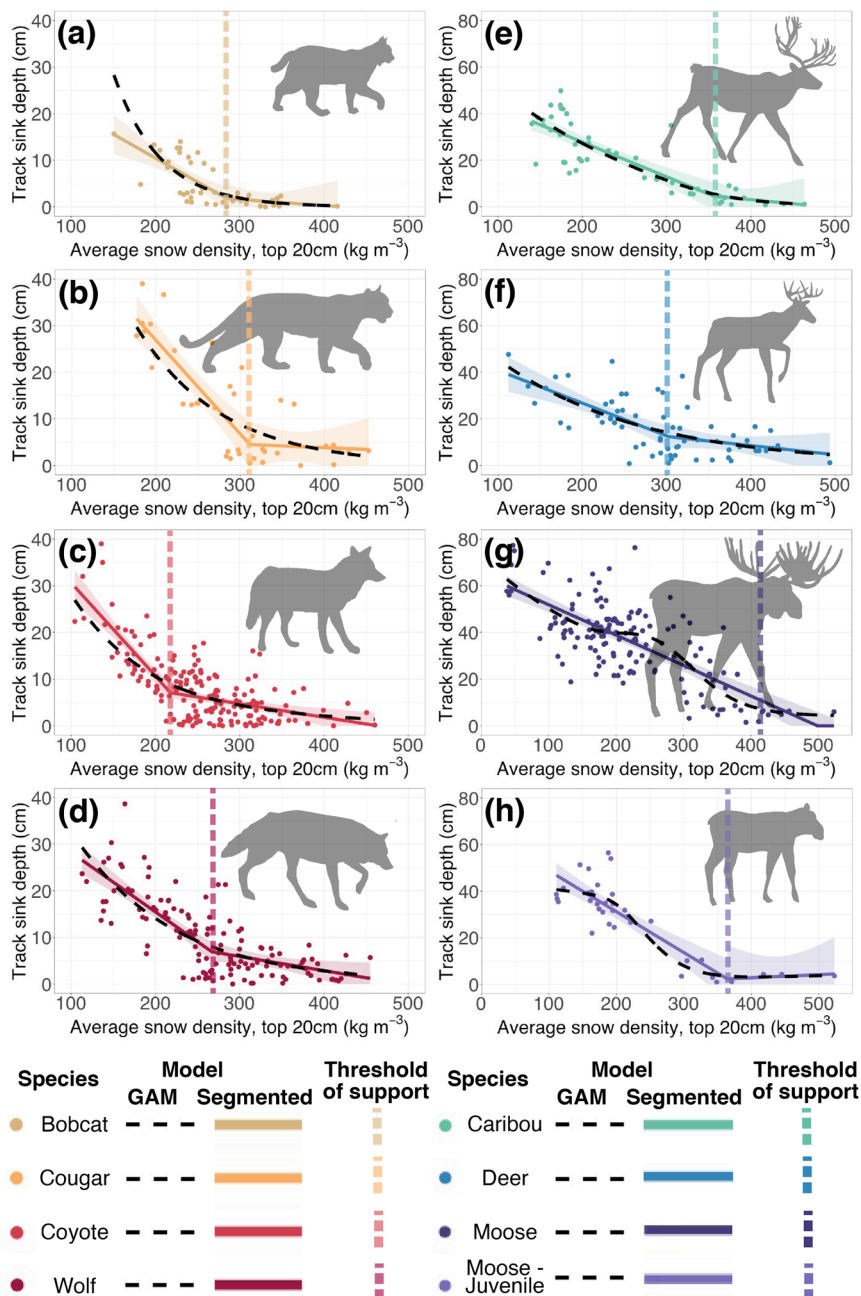 (a)
Track sink depth (cm)
40
30
20
10
0
100 200 300 400 500
Average snow density, top 20cm (kg m⁻³)
(e)
Track sink depth (cm)
80
60
40
20
0
100 200 300 400 500
Average snow density, top 20cm (kg m⁻³)
(b)
Track sink depth (cm)
40
30
20
10
0
100 200 300 400 500
Average snow density, top 20cm (kg m⁻³)
(f)
Track sink depth (cm)
80
60
40
20
0
100 200 300 400 500
Average snow density, top 20cm (kg m⁻³)
(c)
Track sink depth (cm)
40
30
20
10
0
100 200 300 400 500
Average snow density, top 20cm (kg m⁻³)
(g)
Track sink depth (cm)
80
60
40
20
0
0 100 200 300 400 500
Average snow density, top 20cm (kg m⁻³)
(d)
Track sink depth (cm)
40
30
20
10
0
100 200 300 400 500
Average snow density, top 20cm (kg m⁻³)
(h)
Track sink depth (cm)
80
60
40
20
0
0 100 200 300 400 500
Average snow density, top 20cm (kg m⁻³)
Species
Model
GAM Segmented
Threshold
of support
Bobcat
Cougar
Coyote
Wolf
Species
Model
GAM Segmented
Threshold
of support
Caribou
Deer
Moose
Moose -
Juvenile